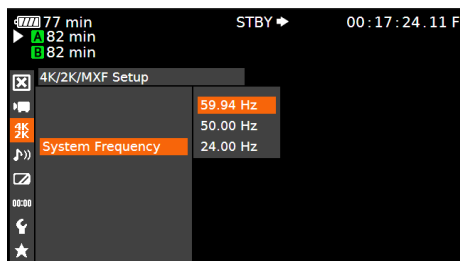 77 min STBY 00:17:24.11 F
A 82 min
B 82 min
4K/2K/MXF Setup
59.94 Hz
50.00 Hz
System Frequency 24.00 Hz
4K
2K
00:00